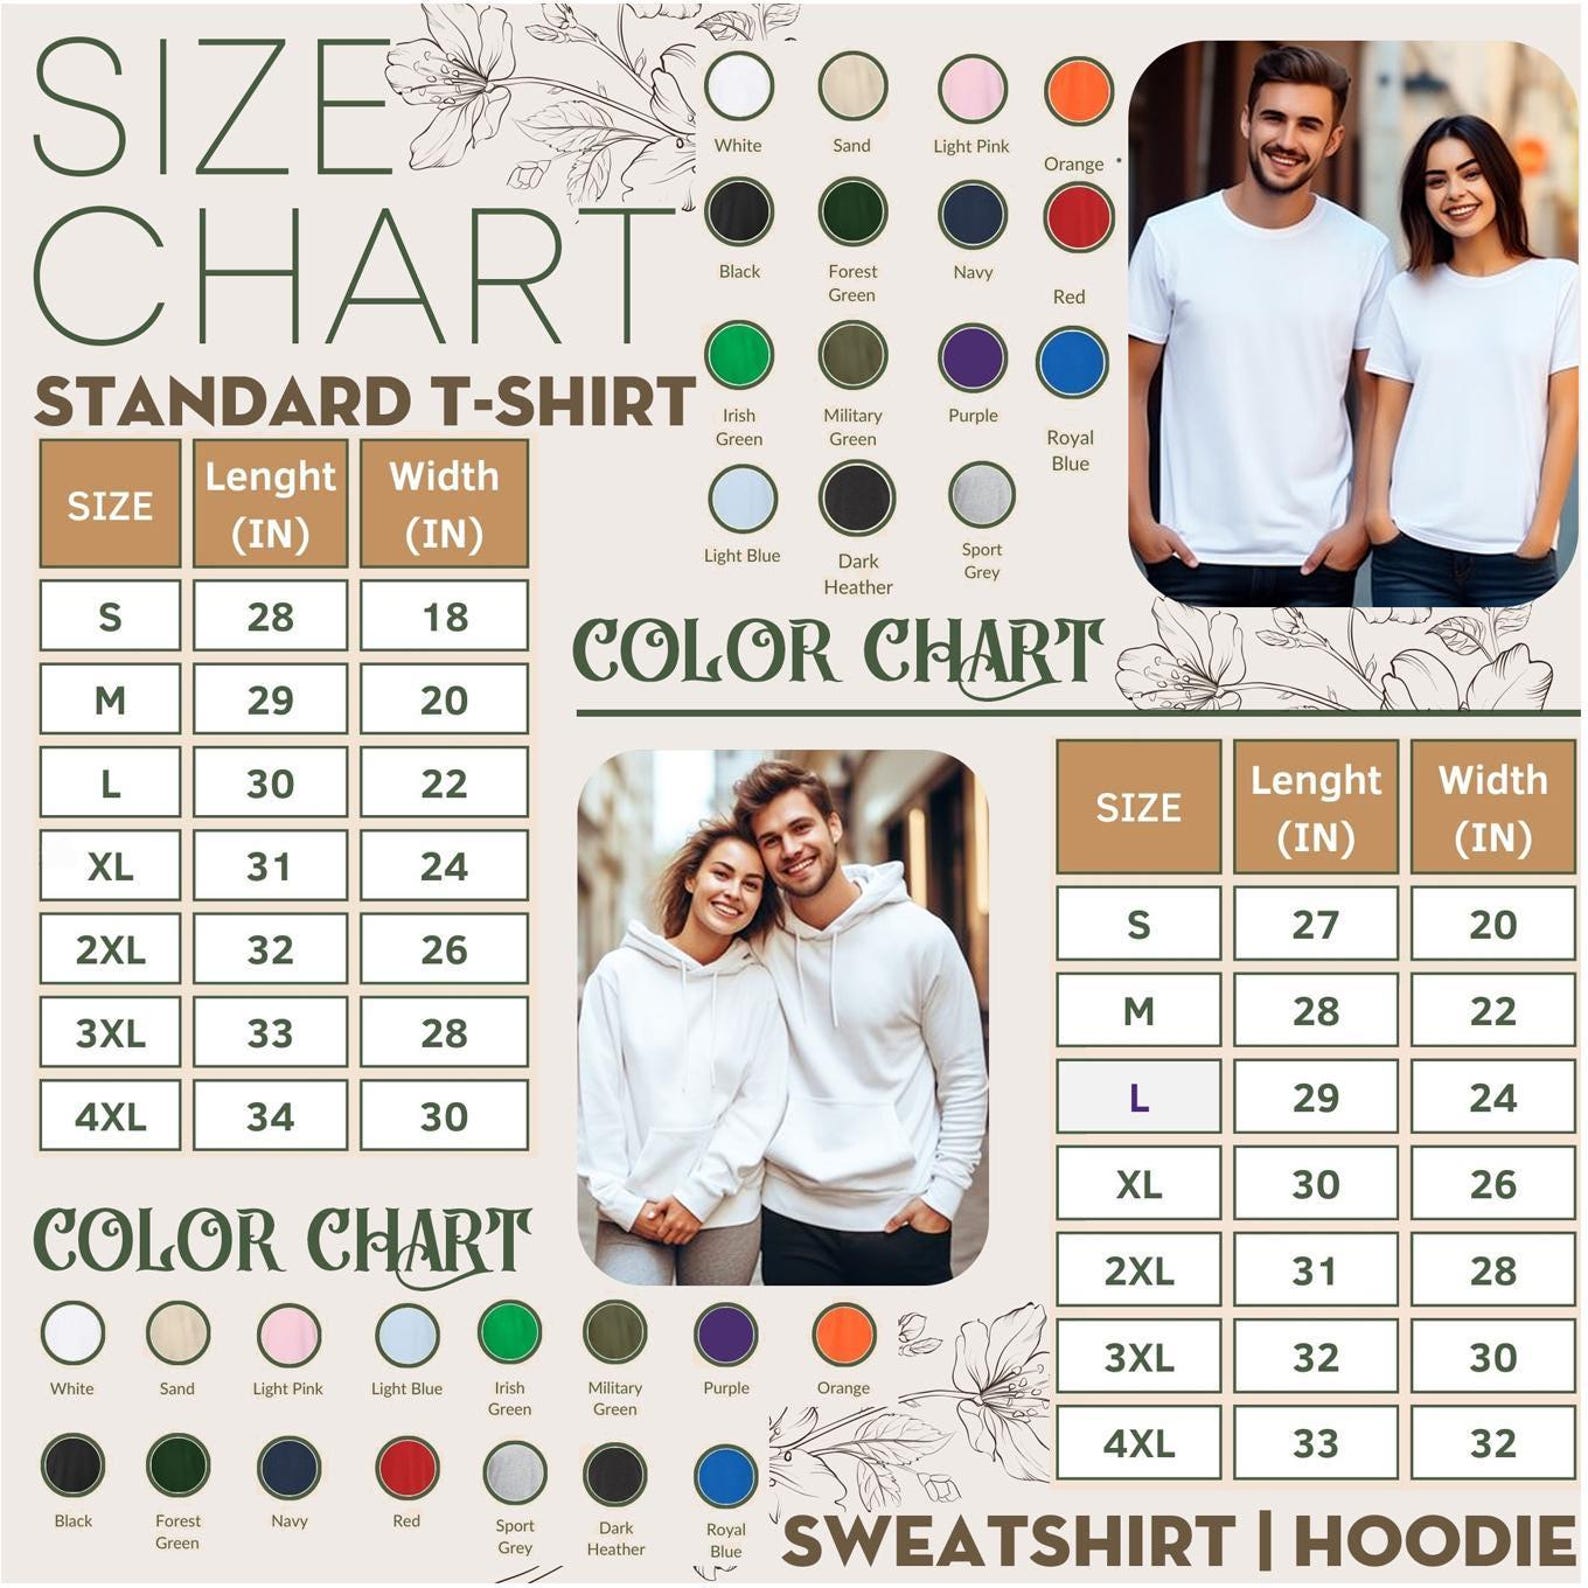 SIZE
CHART
STANDARD T-SHIRT
SIZE Lenght (IN) Width (IN)
S 28 18
M 29 20
L 30 22
XL 31 24
2XL 32 26
3XL 33 28
4XL 34 30
White Sand Light Pink Orange
Black Forest Green Navy Red
Irish Green Military Green Purple Royal Blue
Light Blue Dark Heather Sport Grey
COLOR CHART
SIZE Lenght (IN) Width (IN)
S 27 20
M 28 22
L 29 24
XL 30 26
2XL 31 28
3XL 32 30
4XL 33 32
SWEATSHIRT | HOODIE
COLOR CHART
White Sand Light Pink Light Blue Irish Green Military Green Purple Orange
Black Forest Green Navy Red Sport Grey Dark Heather Royal Blue